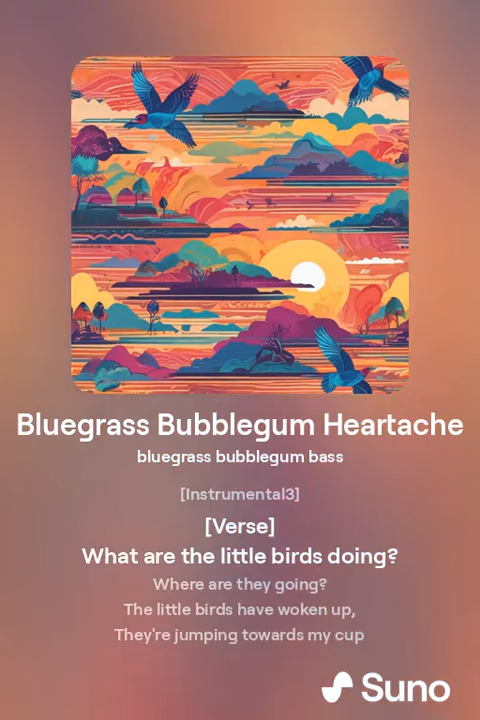 Bluegrass Bubblegum Heartache
bluegrass bubblegum bass
[Instrumental3]
[Verse]
What are the little birds doing?
Where are they going?
The little birds have woken up,
They're jumping towards my cup
Suno